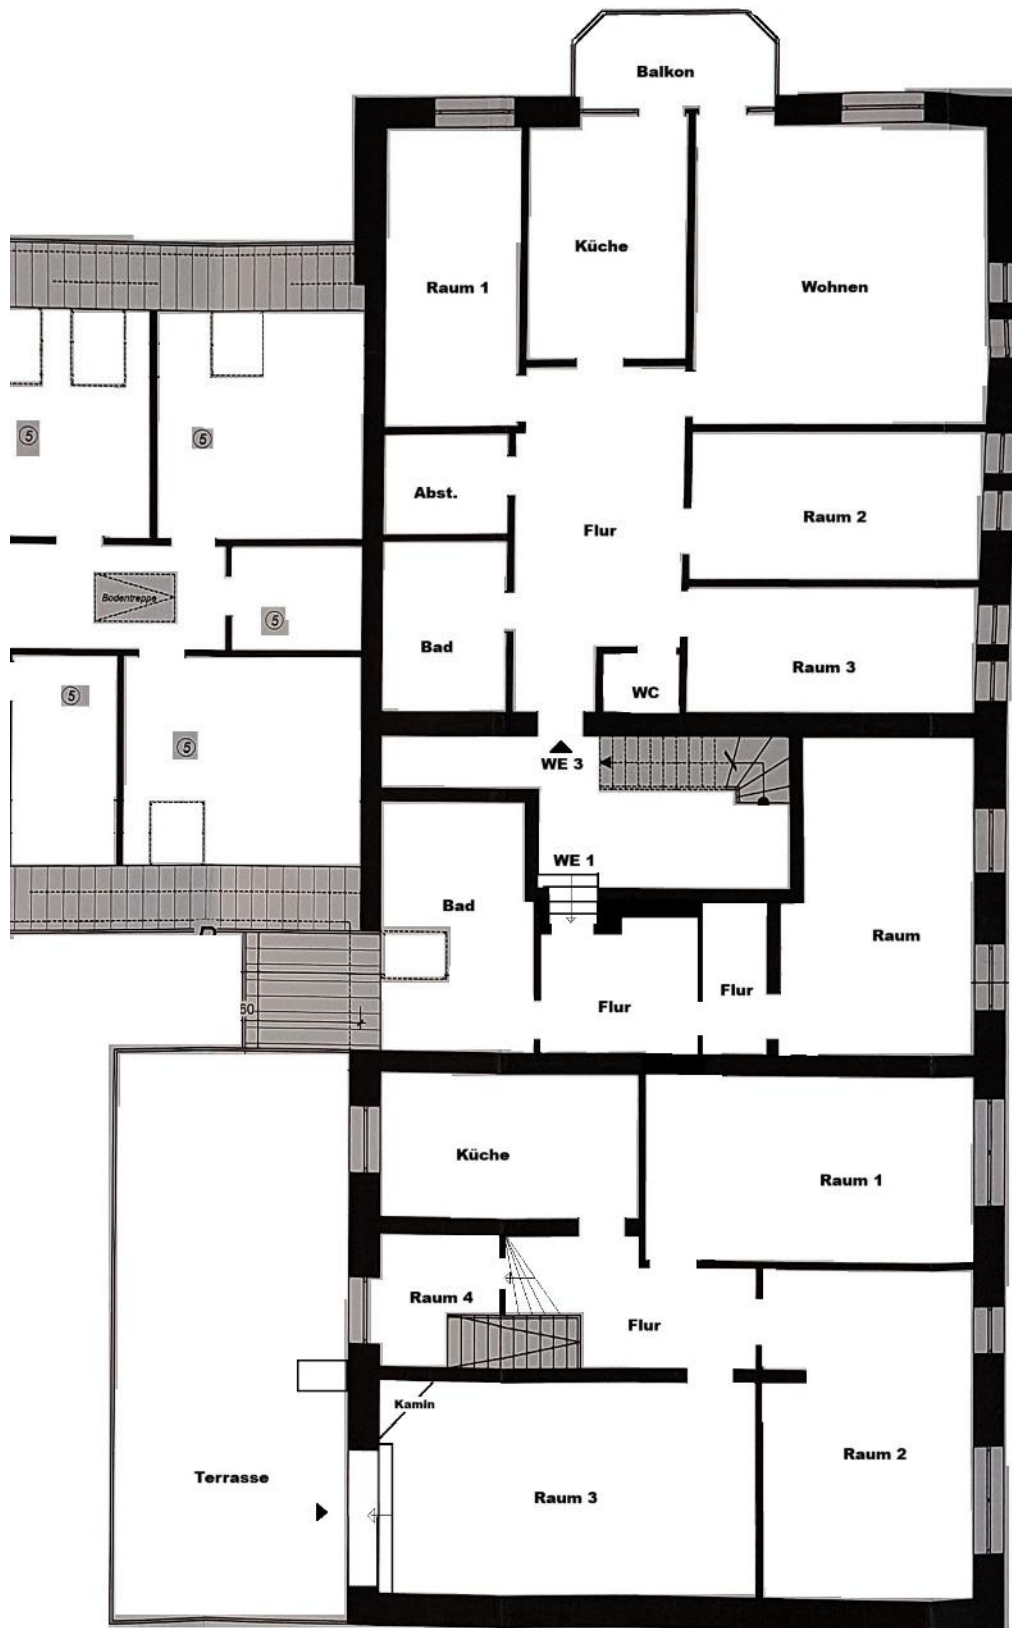 Balkon
Küche
Raum 1
Wohnen
5
5
Abst.
Raum 2
Flur
Bodentreppe
5
Bad
Raum 3
5
WC
5
WE 3
WE 1
Bad
Raum
Flur
Flur
60
Küche
Raum 1
Raum 4
Flur
Kamin
Raum 2
Terrasse
Raum 3